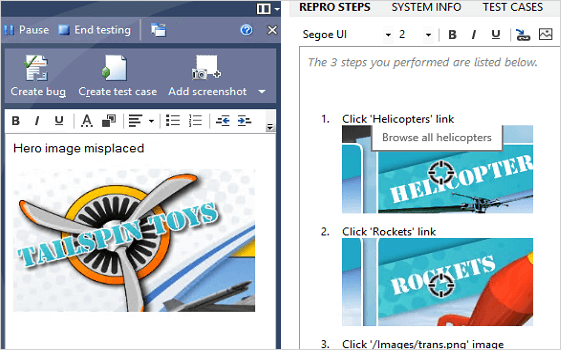 Pause End testing
Create bug Create test case Add screenshot
B I U A
Hero image misplaced
TAILSPIN TOYS
REPRO STEPS SYSTEM INFO TEST CASES
Segoe UI 2 B I U
The 3 steps you performed are listed below.
1. Click 'Helicopters' link
Browse all helicopters
HELICOPTER
2. Click 'Rockets' link
ROCKETS
3. Click '/Images/trans.png' image